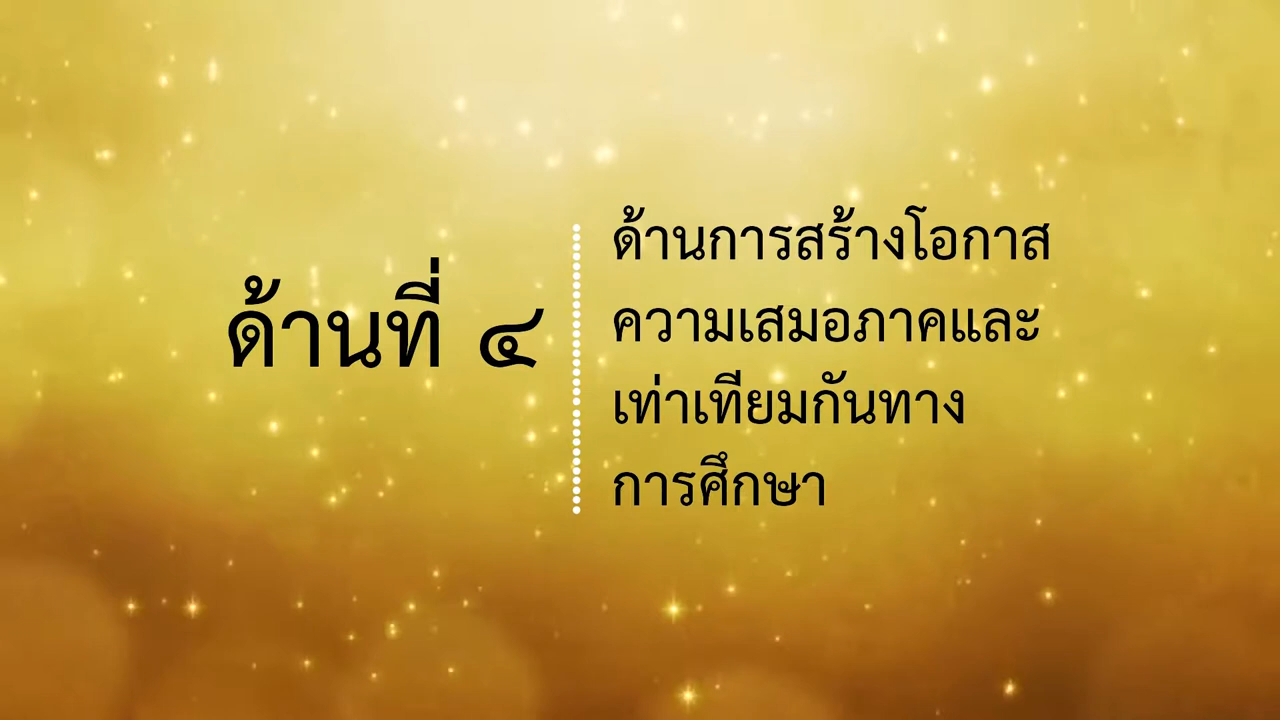 ด้านที่ ๔
ด้านการสร้างโอกาส
ความเสมอภาคและ
เท่าเทียมกันทาง
การศึกษา